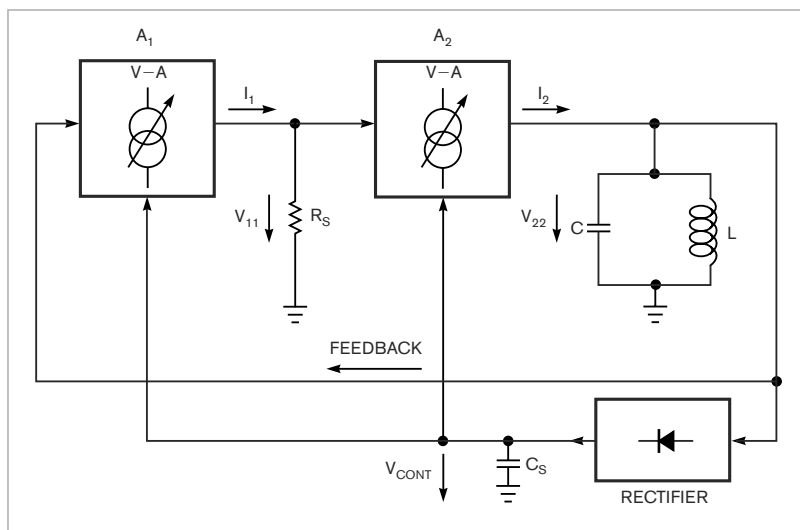 A1 A2
V–A V–A
I1 I2
V11 RS V22 C L
FEEDBACK
VCONT CS
RECTIFIER